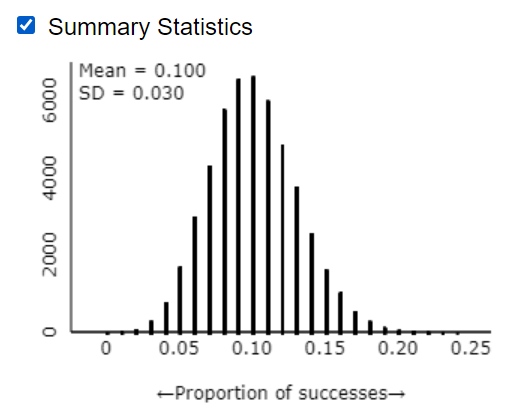 Summary Statistics
Mean = 0.100
SD = 0.030
6000
4000
2000
0
0 0.05 0.10 0.15 0.20 0.25
←Proportion of successes→